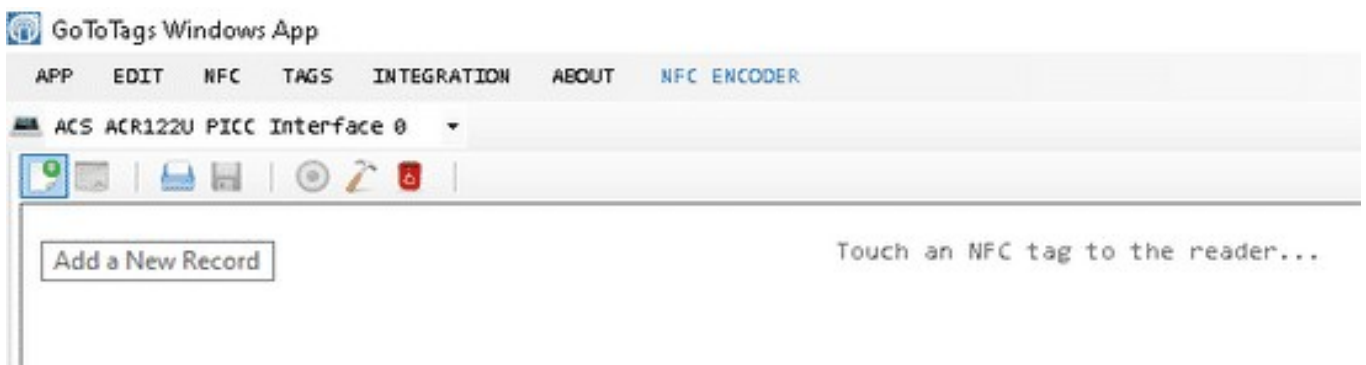 GoToTags Windows App
APP EDIT NFC TAGS INTEGRATION ABOUT NFC ENCODER
ACS ACR122U PICC Interface 0
Add a New Record
Touch an NFC tag to the reader...